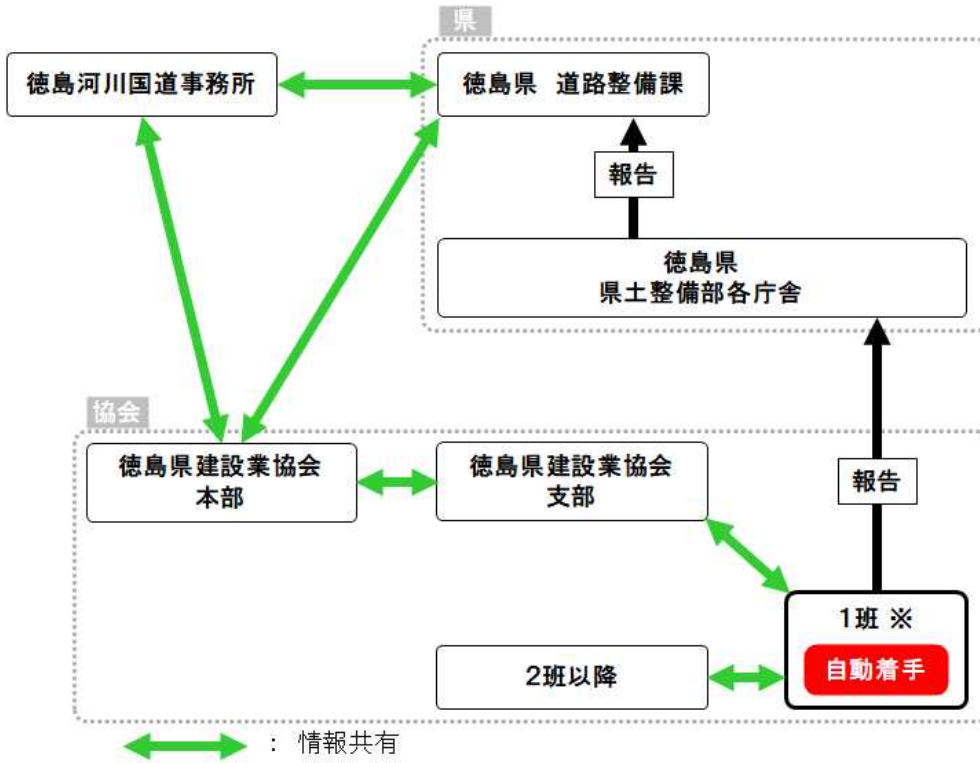 県
徳島河川国道事務所
徳島県 道路整備課
報告
徳島県
県土整備部各庁舎
協会
徳島県建設業協会
本部
徳島県建設業協会
支部
報告
1班 ※
自動着手
2班以降
： 情報共有